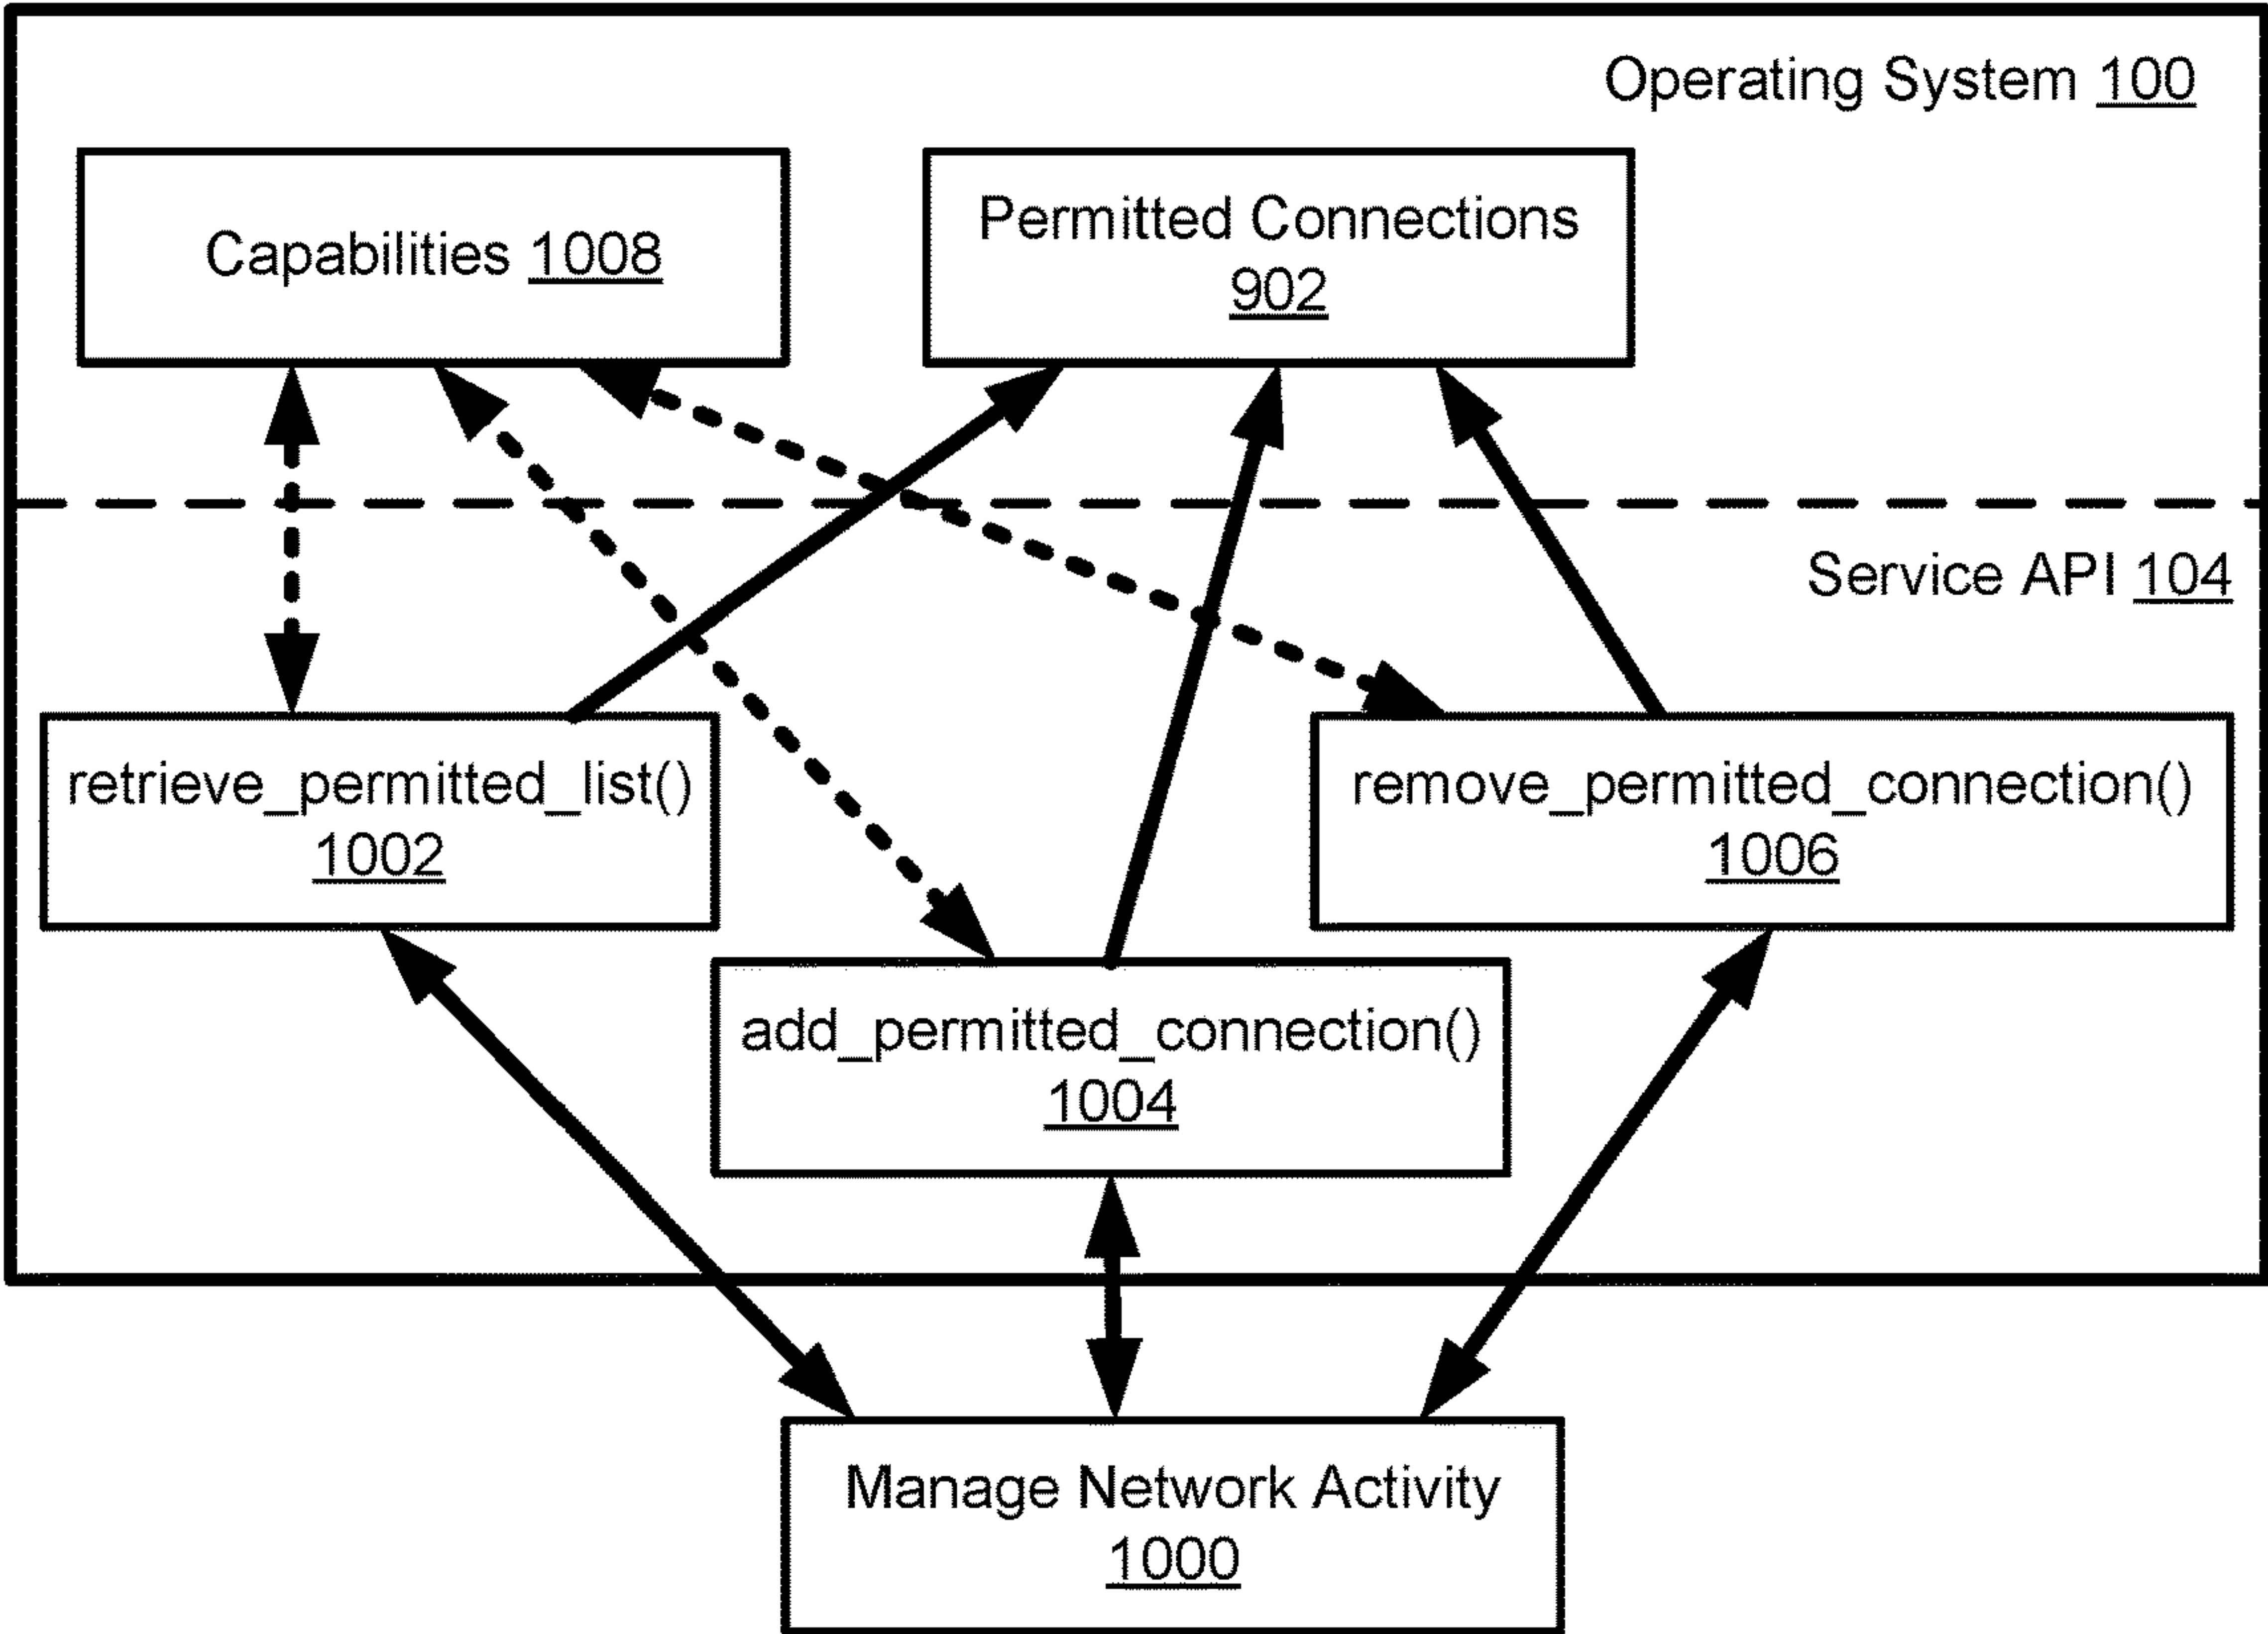 Operating System 100
Capabilities 1008
Permitted Connections
902
Service API 104
retrieve_permitted_list()
1002
remove_permitted_connection()
1006
add_permitted_connection()
1004
Manage Network Activity
1000